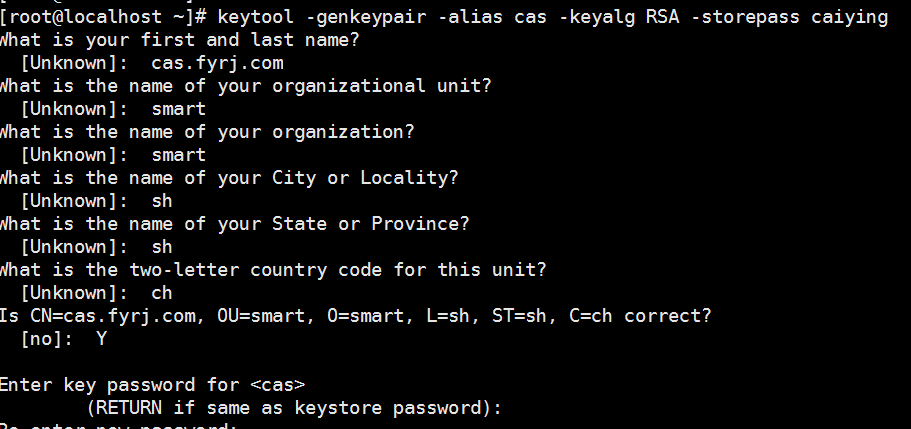 [root@localhost ~]# keytool -genkeypair -alias cas -keyalg RSA -storepass caiying
What is your first and last name?
  [Unknown]:  cas.fyrj.com
What is the name of your organizational unit?
  [Unknown]:  smart
What is the name of your organization?
  [Unknown]:  smart
What is the name of your City or Locality?
  [Unknown]:  sh
What is the name of your State or Province?
  [Unknown]:  sh
What is the two-letter country code for this unit?
  [Unknown]:  ch
Is CN=cas.fyrj.com, OU=smart, O=smart, L=sh, ST=sh, C=ch correct?
  [no]:  Y
Enter key password for <cas>
        (RETURN if same as keystore password):
Re-enter new password: